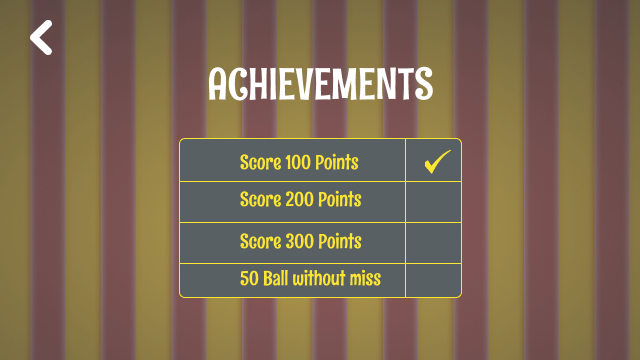 ACHIEVEMENTS
Score 100 Points
Score 200 Points
Score 300 Points
50 Ball without miss